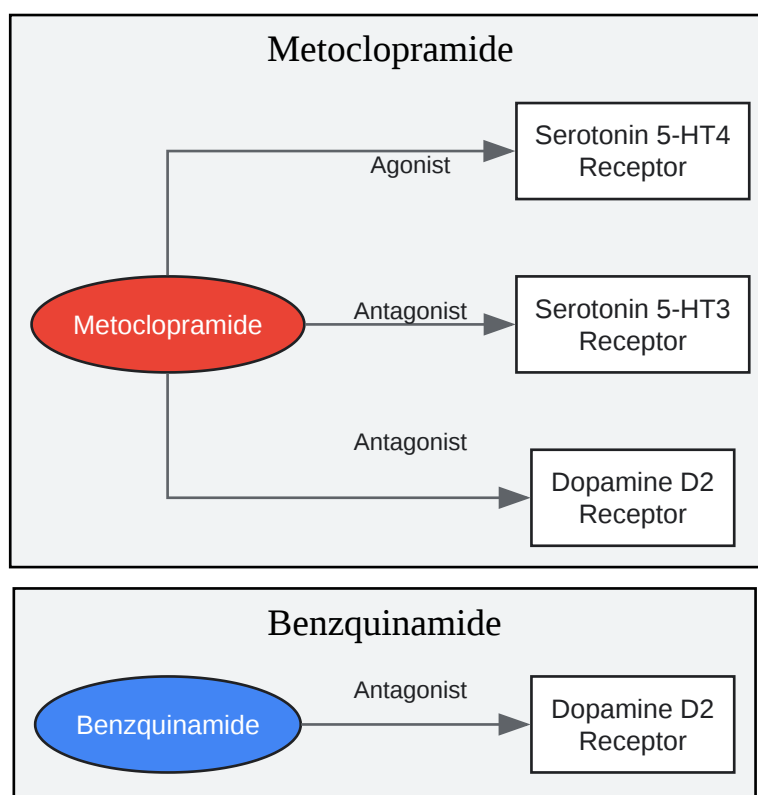 Metoclopramide
Serotonin 5-HT4
Receptor
Agonist
Metoclopramide
Antagonist
Serotonin 5-HT3
Receptor
Antagonist
Dopamine D2
Receptor
Benzquinamide
Benzquinamide
Antagonist
Dopamine D2
Receptor